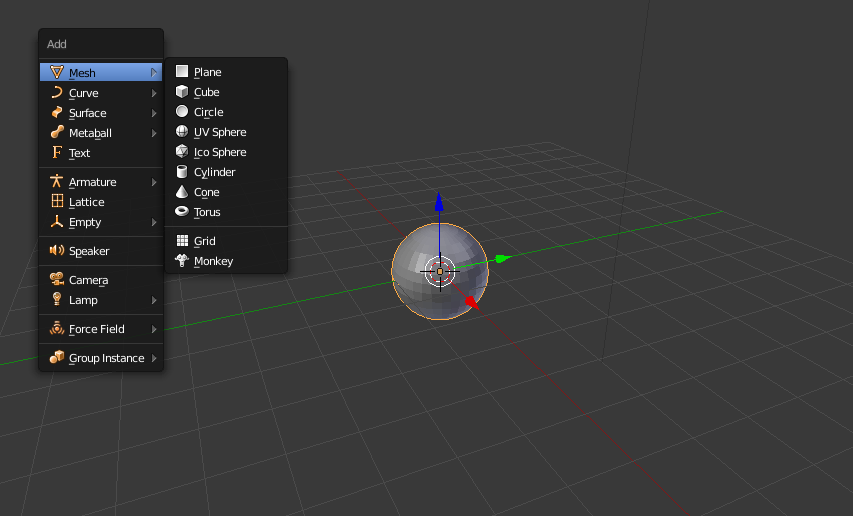 Add
Mesh
Curve
Surface
Metaball
Text
Armature
Lattice
Empty
Speaker
Camera
Lamp
Force Field
Group Instance
Plane
Cube
Circle
UV Sphere
Ico Sphere
Cylinder
Cone
Torus
Grid
Monkey